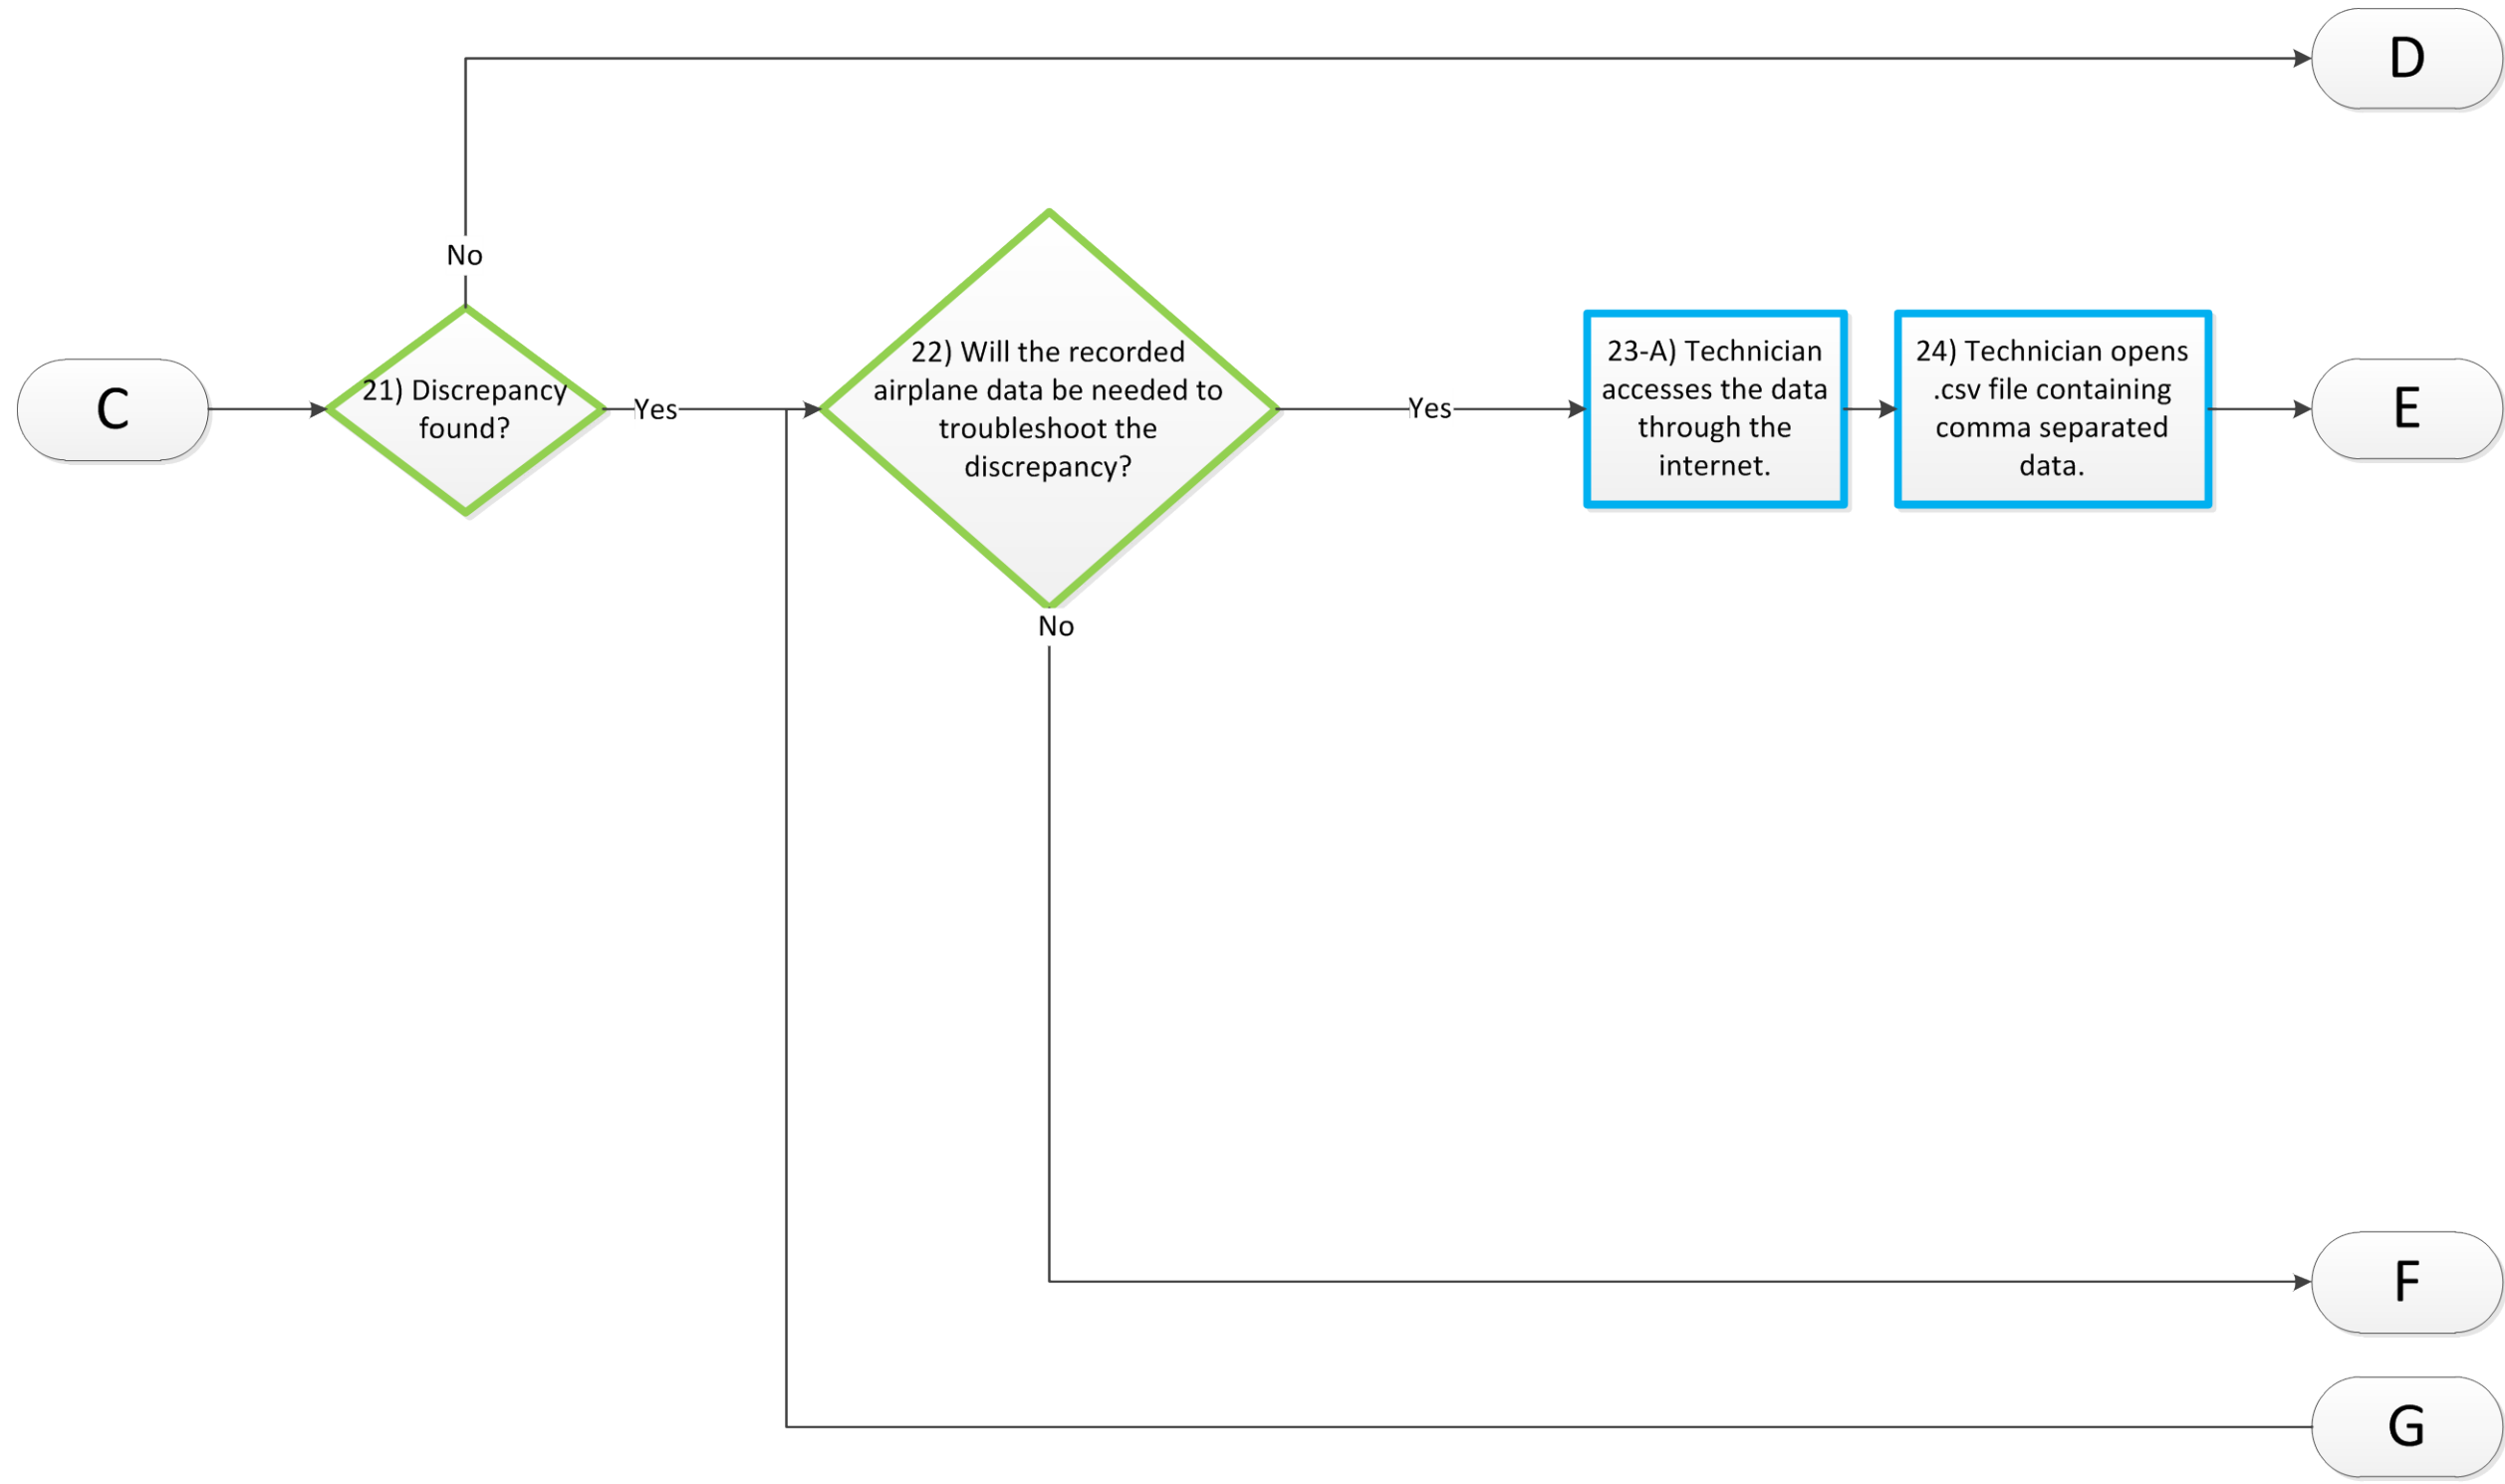 D
No
C
21) Discrepancy
found?
Yes
22) Will the recorded
airplane data be needed to
troubleshoot the
discrepancy?
Yes
23-A) Technician
accesses the data
through the
internet.
24) Technician opens
.csv file containing
comma separated
data.
E
No
F
G